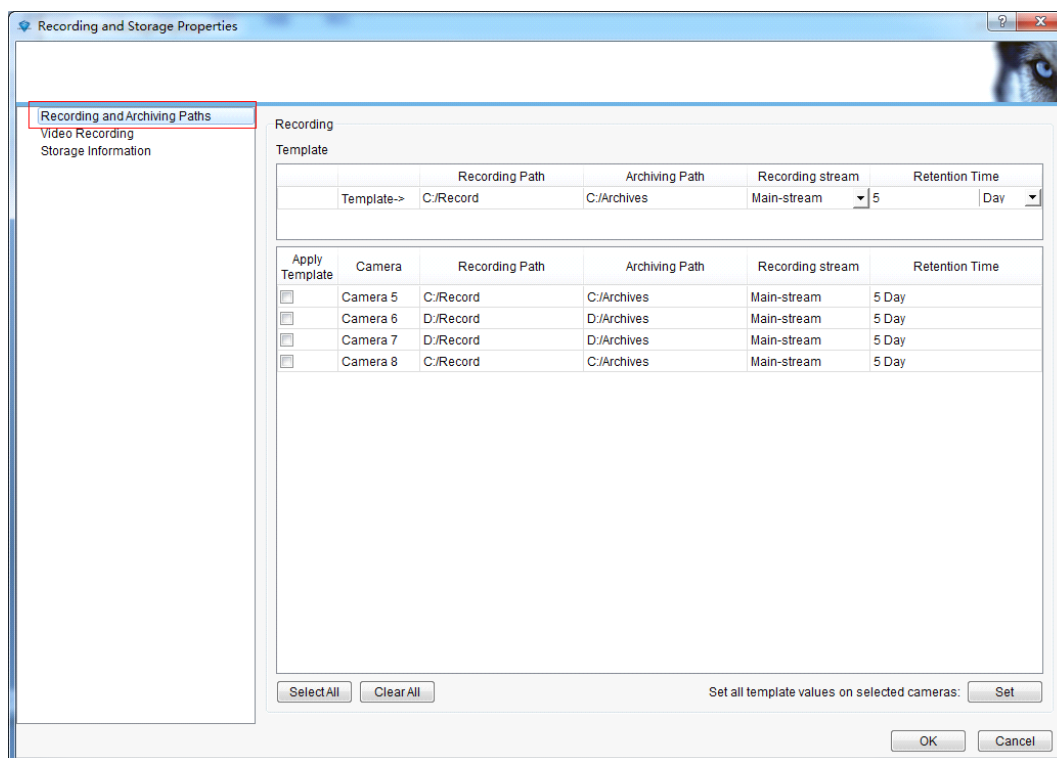 Recording and Storage Properties
Recording and Archiving Paths
Video Recording
Storage Information
Recording
Template
Recording Path Archiving Path Recording stream Retention Time
Template-> C:/Record C:/Archives Main-stream 5 Day
Apply Template Camera Recording Path Archiving Path Recording stream Retention Time
Camera 5 C:/Record C:/Archives Main-stream 5 Day
Camera 6 D:/Record D:/Archives Main-stream 5 Day
Camera 7 D:/Record D:/Archives Main-stream 5 Day
Camera 8 C:/Record C:/Archives Main-stream 5 Day
Select All Clear All Set all template values on selected cameras: Set
OK Cancel